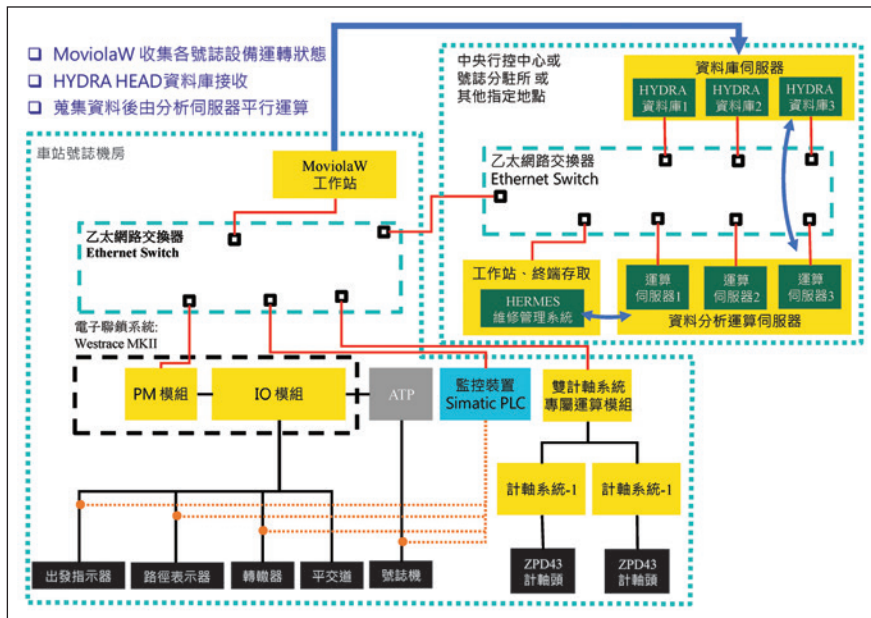 MoviolaW 收集各號誌設備運轉狀態
HYDRA HEAD資料庫接收
蒐集資料後由分析伺服器平行運算
中央行控中心或
號誌分駐所 或
其他指定地點
資料庫伺服器
HYDRA
資料庫1
HYDRA
資料庫2
HYDRA
資料庫3
乙太網路交換器
Ethernet Switch
工作站、終端存取
HERMES
維修管理系統
運算
伺服器1
運算
伺服器2
運算
伺服器3
資料分析運算伺服器
車站號誌機房
MoviolaW
工作站
乙太網路交換器
Ethernet Switch
電子聯鎖系統:
Westrace MKII
PM 模組
IO 模組
ATP
監控裝置
Simatic PLC
雙計軸系統
專屬運算模組
計軸系統-1
計軸系統-1
出發指示器
路徑表示器
轉轍器
平交道
號誌機
ZPD43
計軸頭
ZPD43
計軸頭